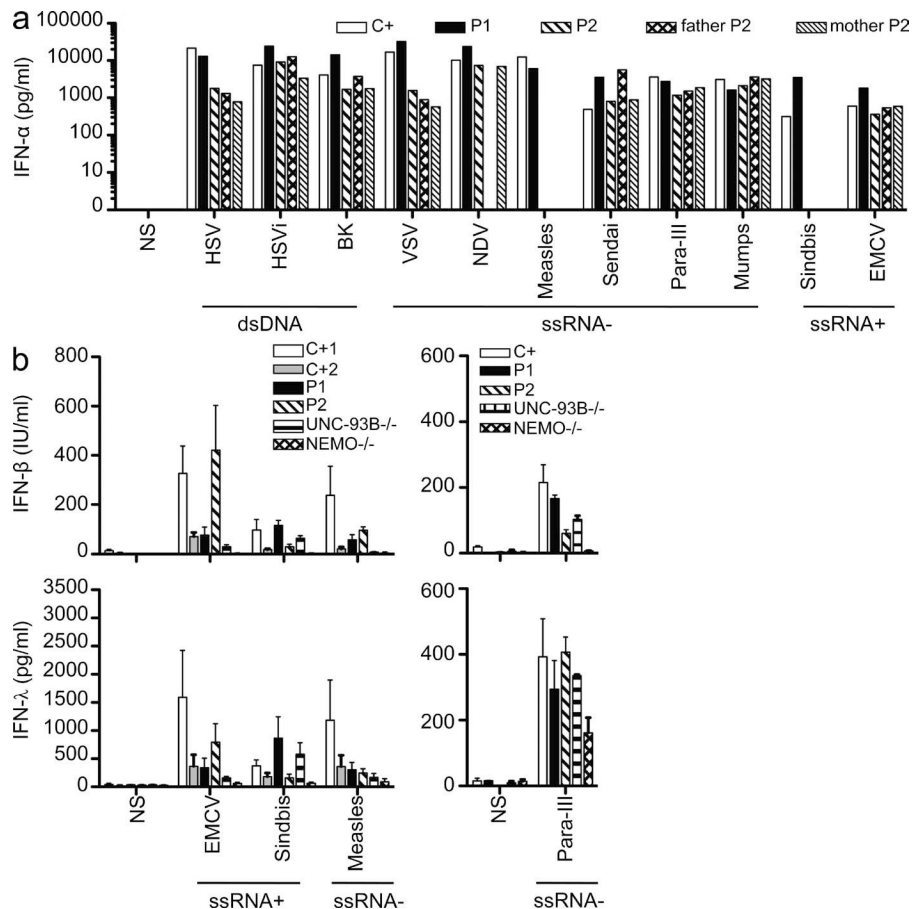 a
C+ P1 P2 father P2 mother P2
IFN-α (pg/ml)
100000
10000
1000
100
10
0
NS HSV HSVi BK VSV NDV Measles Sendai Para-III Mumps Sindbis EMCV
dsDNA ssRNA- ssRNA+
b
IFN-β (IU/ml)
800
600
400
200
0
C+1
C+2
P1
P2
UNC-93B-/-
NEMO-/-
600
400
200
0
C+
P1
P2
UNC-93B-/-
NEMO-/-
IFN-λ (pg/ml)
3500
3000
2500
2000
1500
1000
500
0
NS EMCV Sindbis Measles
ssRNA+ ssRNA-
600
400
200
0
NS Para-III
ssRNA-